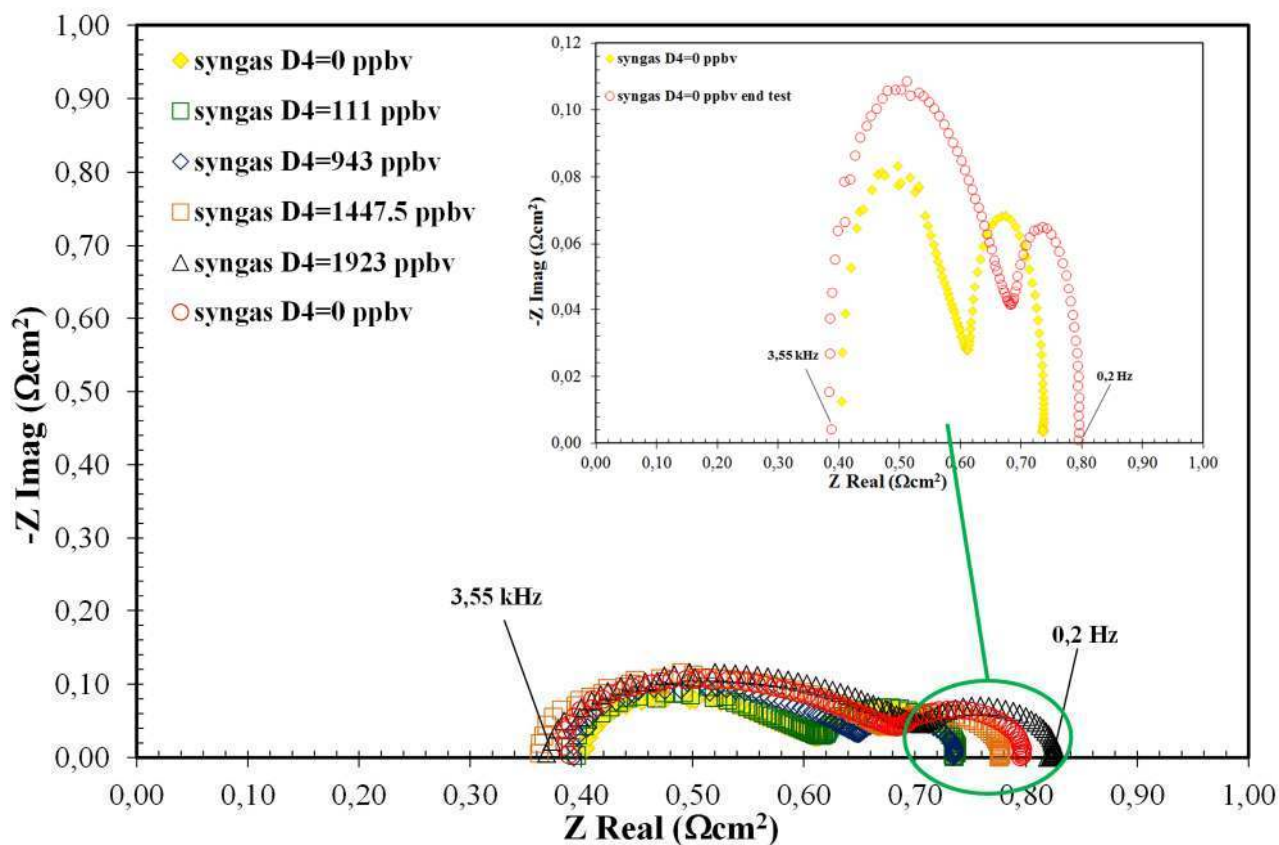 1,00
0,90
0,80
0,70
0,60
0,50
0,40
0,30
0,20
0,10
0,00
-Z Imag (Ωcm²)
syngas D4=0 ppbv
syngas D4=111 ppbv
syngas D4=943 ppbv
syngas D4=1447.5 ppbv
syngas D4=1923 ppbv
syngas D4=0 ppbv
0,12
0,10
0,08
0,06
0,04
0,02
0,00
-Z Imag (Ωcm²)
syngas D4=0 ppbv
syngas D4=0 ppbv end test
3,55 kHz
0,2 Hz
0,00 0,10 0,20 0,30 0,40 0,50 0,60 0,70 0,80 0,90 1,00
Z Real (Ωcm²)
3,55 kHz
0,2 Hz
0,00 0,10 0,20 0,30 0,40 0,50 0,60 0,70 0,80 0,90 1,00
Z Real (Ωcm²)